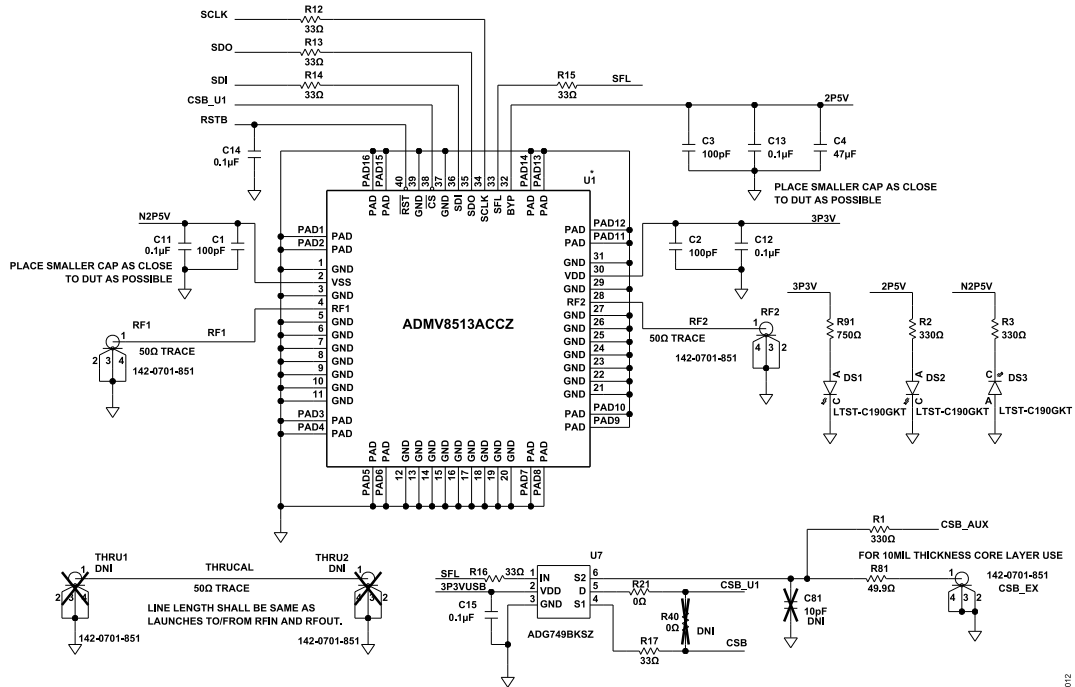 SCLK
R12
33Ω
SDO
R13
33Ω
SDI
R14
33Ω
CSB_U1
RSTB
C14
0.1µF
R15
33Ω
SFL
2P5V
C3
100pF
C13
0.1µF
C4
47µF
PLACE SMALLER CAP AS CLOSE
TO DUT AS POSSIBLE
*
U1
PAD16
PAD15
40
39
38
37
36
35
34
33
32
PAD14
PAD13
PAD
PAD
RST
GND
CS
GND
SDI
SDO
SCLK
SFL
BYP
PAD
PAD
N2P5V
C11
0.1µF
C1
100pF
PLACE SMALLER CAP AS CLOSE
TO DUT AS POSSIBLE
PAD1 PAD
PAD2 PAD
1 GND
2 VSS
3 GND
4 RF1
5 GND
6 GND
7 GND
8 GND
9 GND
10 GND
11 GND
PAD3 PAD
PAD4 PAD
ADMV8513ACCZ
PAD PAD12
PAD PAD11
GND 31
VDD 30
GND 29
RF2 28
GND 27
GND 26
GND 25
GND 24
GND 23
GND 22
GND 21
PAD PAD10
PAD PAD9
3P3V
C2
100pF
C12
0.1µF
RF1
1
2 3 4
RF1
50Ω TRACE
142-0701-851
RF2
50Ω TRACE
142-0701-851
RF2
1
4 3 2
3P3V
R91
750Ω
A
C
DS1
LTST-C190GKT
2P5V
R2
330Ω
A
C
DS2
LTST-C190GKT
N2P5V
R3
330Ω
C
A
DS3
LTST-C190GKT
PAD
PAD
GND
GND
GND
GND
GND
GND
GND
GND
GND
PAD
PAD
PAD5
PAD6
12
13
14
15
16
17
18
19
20
PAD7
PAD8
THRU1
DNI
1
2 3 4
142-0701-851
THRUCAL
50Ω TRACE
LINE LENGTH SHALL BE SAME AS
LAUNCHES TO/FROM RFIN AND RFOUT.
THRU2
DNI
1
4 3 2
142-0701-851
SFL
R16
33Ω
3P3VUSB
C15
0.1µF
U7
1 IN
2 VDD
3 GND
S2 6
D 5
S1 4
ADG749BKSZ
R21
0Ω
CSB_U1
R40
0Ω
DNI
R17
33Ω
CSB
C81
10pF
DNI
R1
330Ω
CSB_AUX
FOR 10MIL THICKNESS CORE LAYER USE
R81
49.9Ω
1
4 3 2
142-0701-851
CSB_EX
012